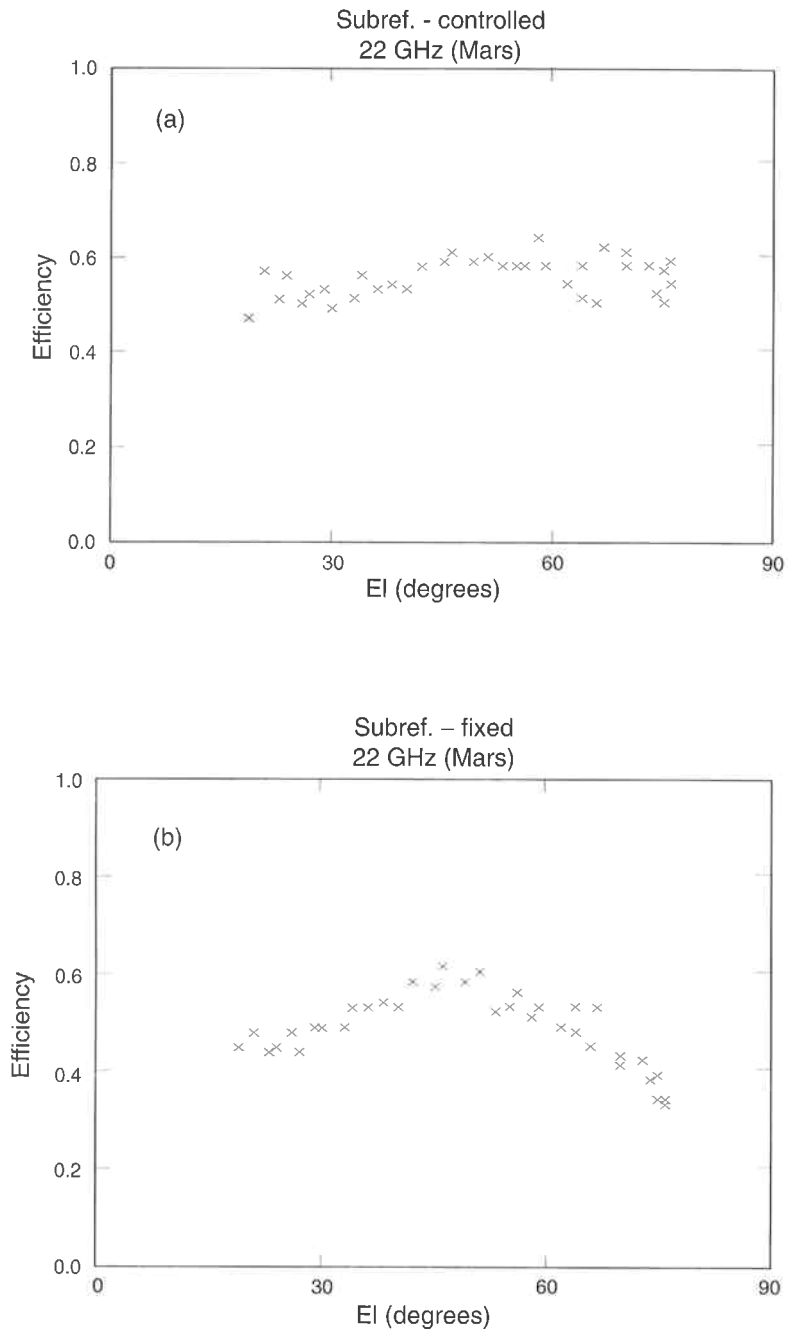 Subref. - controlled
22 GHz (Mars)
(a)
1.0
0.8
0.6
0.4
0.2
0.0
Efficiency
0
30
60
90
El (degrees)
Subref. – fixed
22 GHz (Mars)
(b)
1.0
0.8
0.6
0.4
0.2
0.0
Efficiency
0
30
60
90
El (degrees)